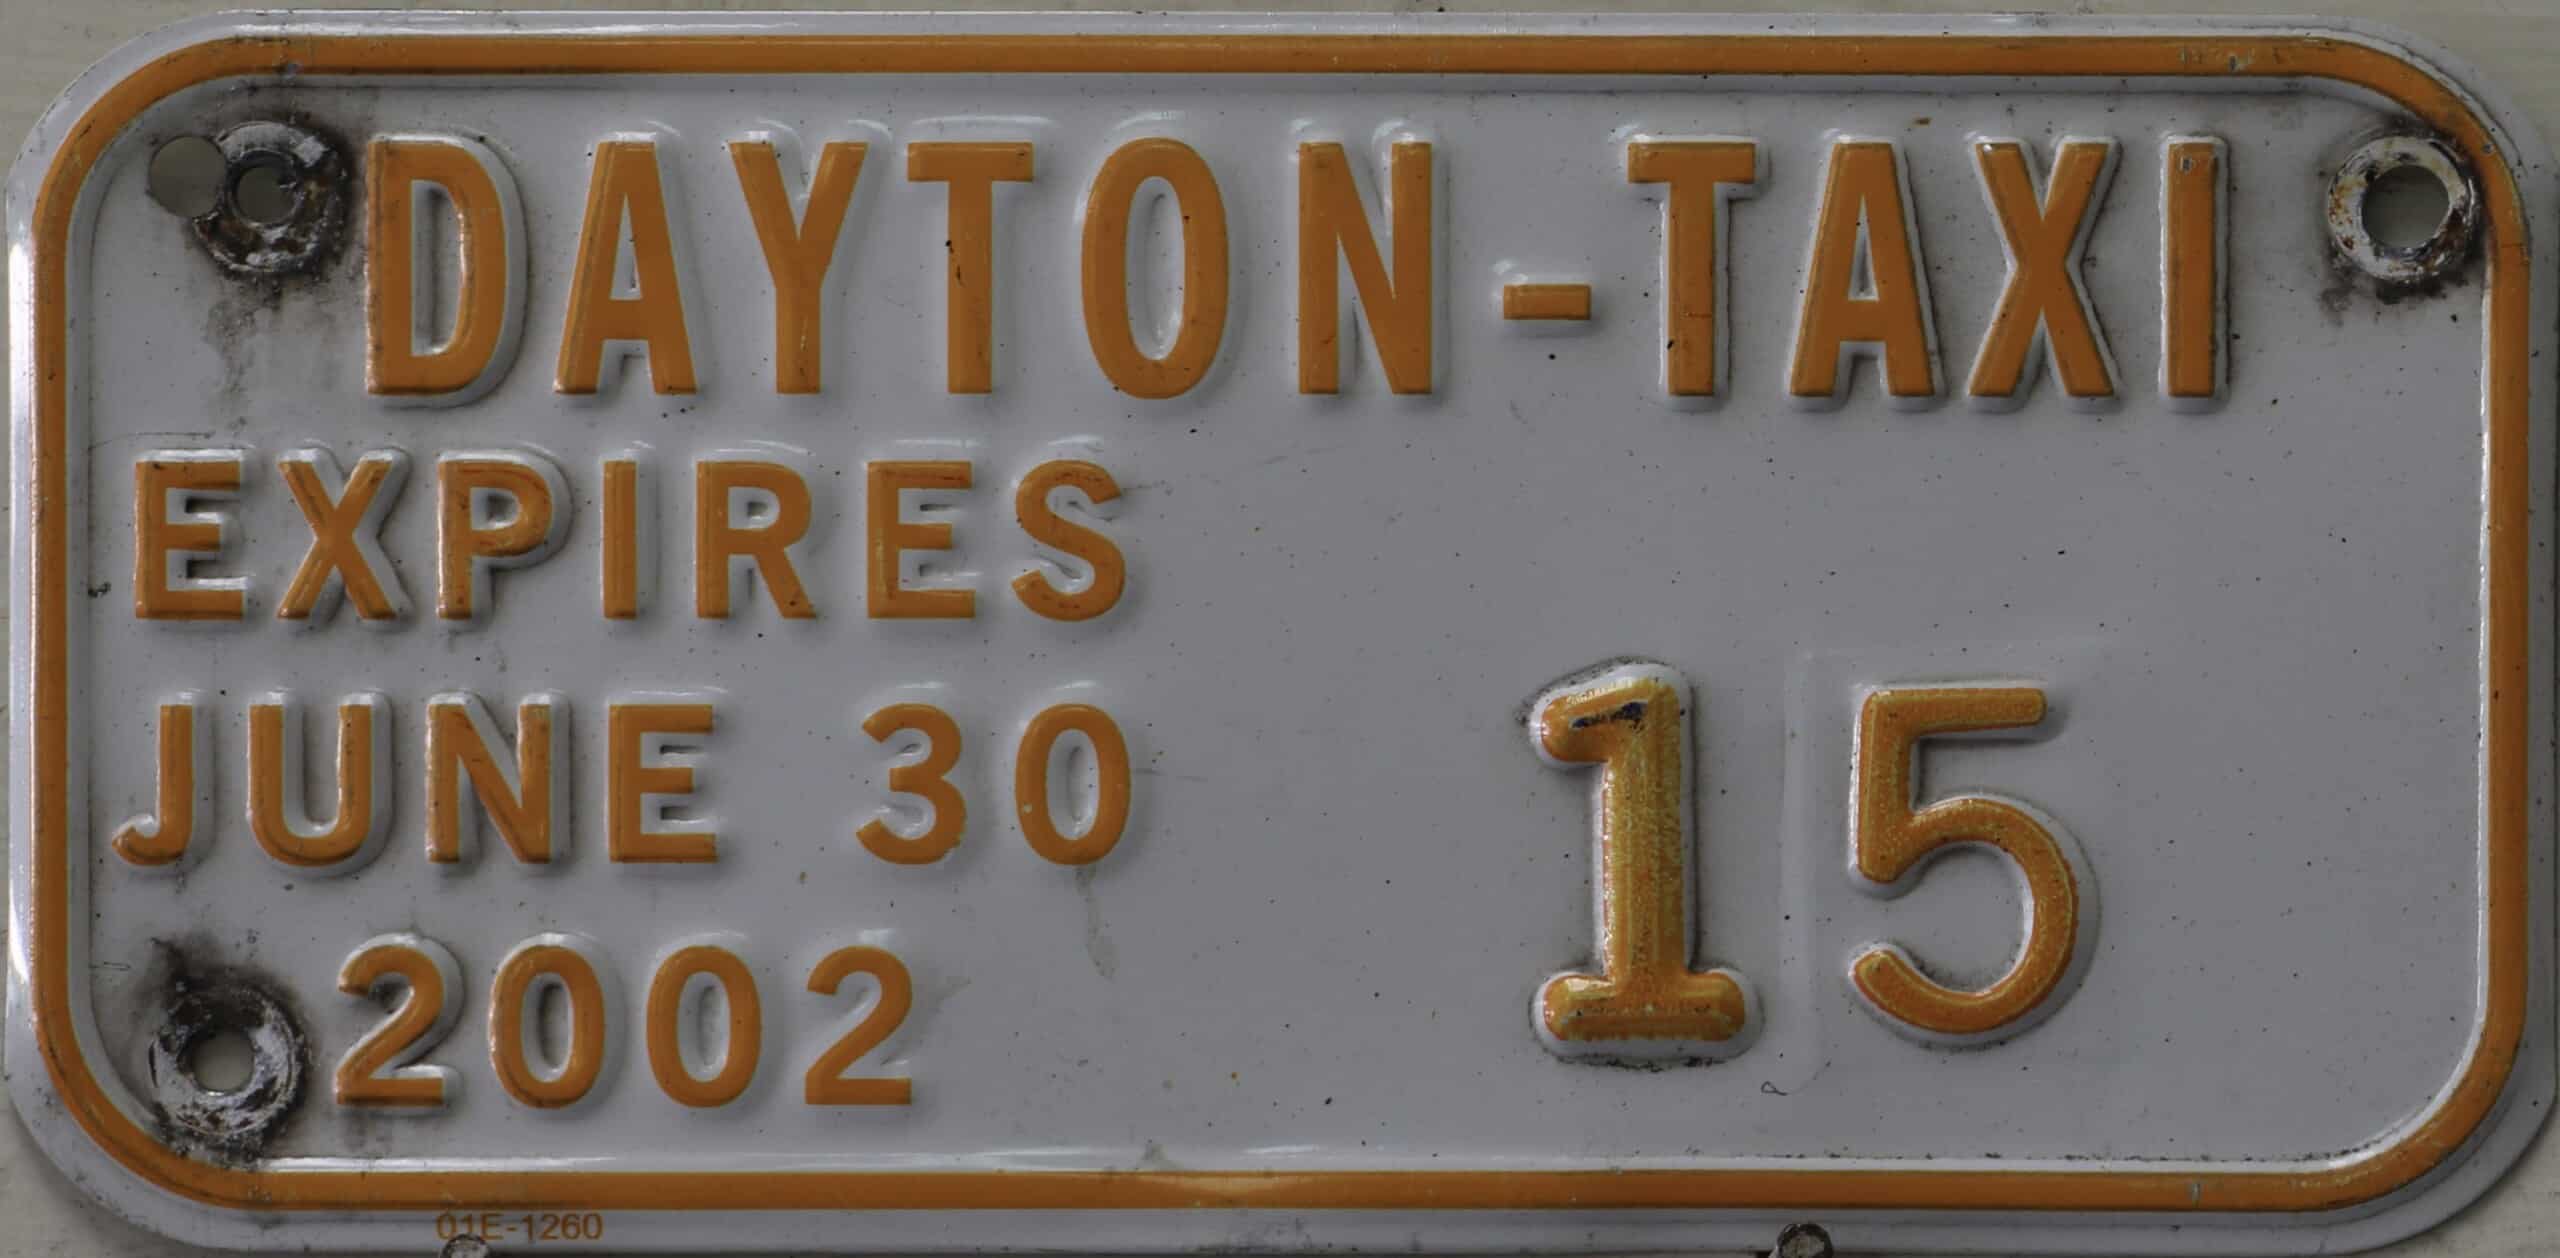 DAYTON-TAXI
EXPIRES
JUNE 30
2002
15
01E-1260